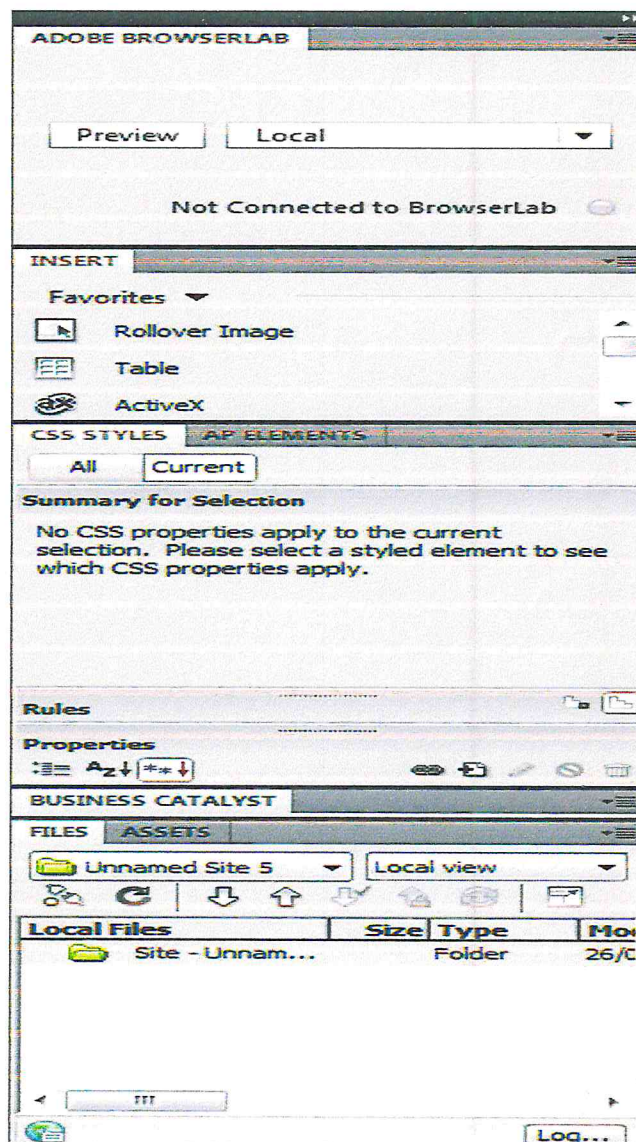 ADOBE BROWSERLAB
Preview Local
Not Connected to BrowserLab
INSERT
Favorites
Rollover Image
Table
ActiveX
CSS STYLES AP ELEMENTS
All Current
Summary for Selection
No CSS properties apply to the current
selection. Please select a styled element to see
which CSS properties apply.
Rules
Properties
BUSINESS CATALYST
FILES ASSETS
Unnamed Site 5 Local view
Local Files Size Type Mo
Site - Unnam... Folder 26/
Log...